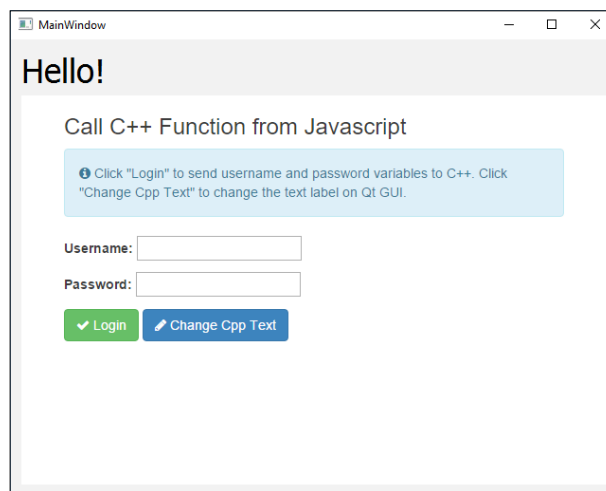 MainWindow
Hello!
Call C++ Function from Javascript
Click "Login" to send username and password variables to C++. Click
"Change Cpp Text" to change the text label on Qt GUI.
Username:
Password:
Login Change Cpp Text